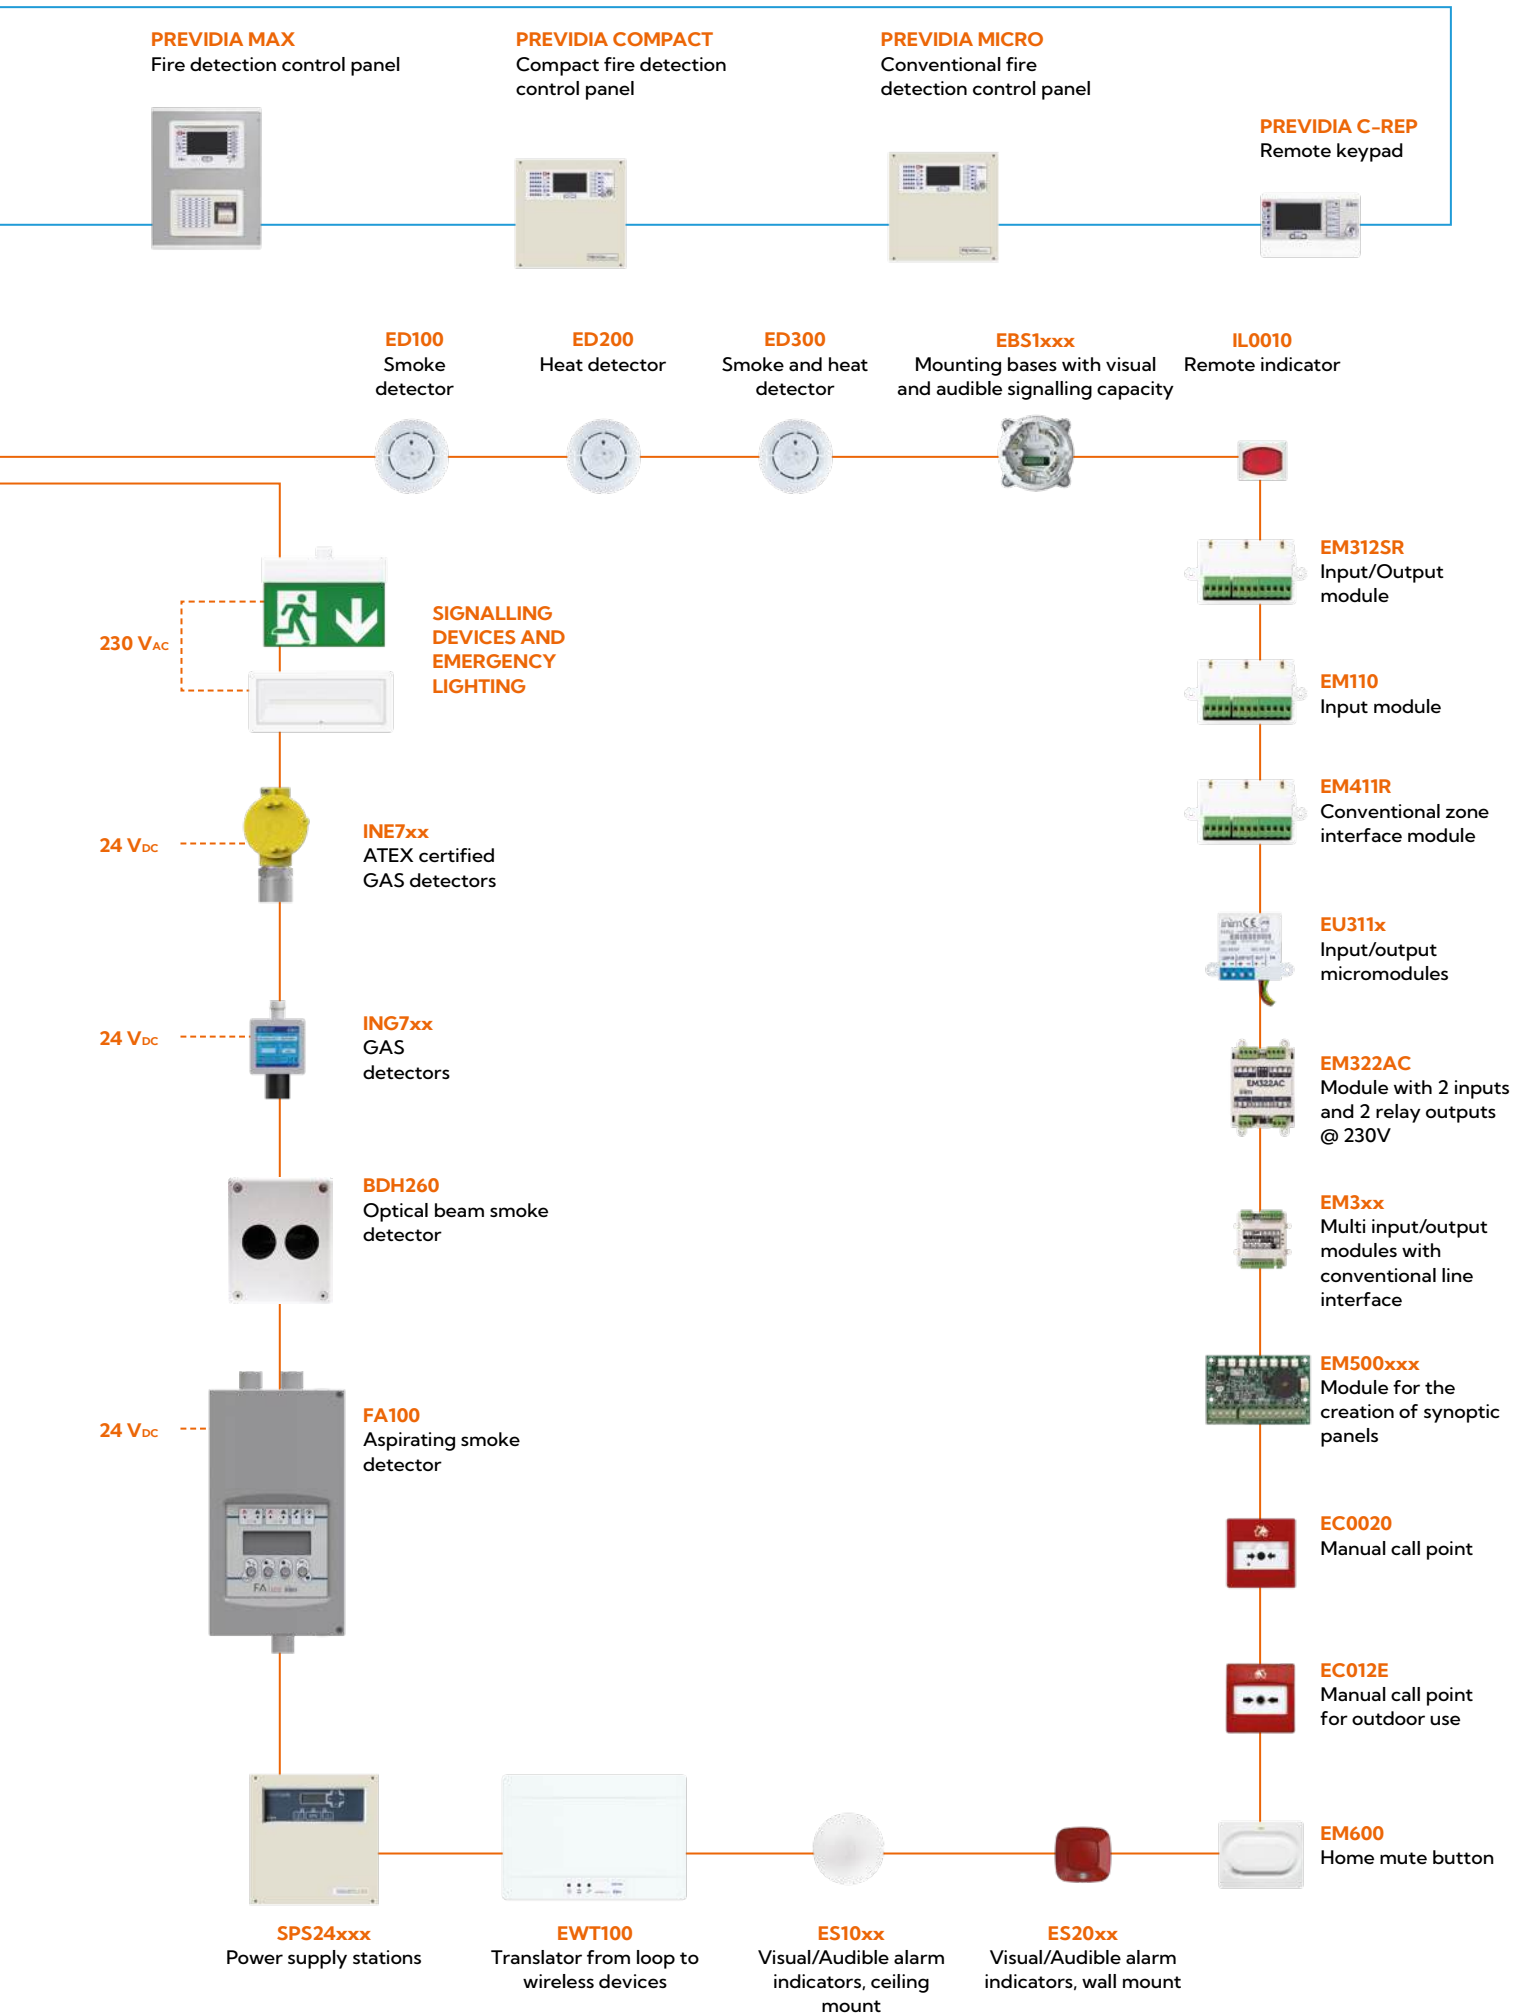 PREVIDIA MAX
Fire detection control panel
PREVIDIA COMPACT
Compact fire detection
control panel
PREVIDIA MICRO
Conventional fire
detection control panel
PREVIDIA C-REP
Remote keypad
ED100
Smoke
detector
ED200
Heat detector
ED300
Smoke and heat
detector
EBS1xxx
Mounting bases with visual
and audible signalling capacity
IL0010
Remote indicator
EM312SR
Input/Output
module
230 VAC
SIGNALLING
DEVICES AND
EMERGENCY
LIGHTING
EM110
Input module
EM411R
Conventional zone
interface module
24 VDC
INE7xx
ATEX certified
GAS detectors
EU311x
Input/output
micromodules
24 VDC
ING7xx
GAS
detectors
EM322AC
EM322AC
Module with 2 inputs
and 2 relay outputs
@ 230V
BDH260
Optical beam smoke
detector
EM3xx
Multi input/output
modules with
conventional line
interface
EM500xxx
Module for the
creation of synoptic
panels
24 VDC
FA100
Aspirating smoke
detector
EC0020
Manual call point
EC012E
Manual call point
for outdoor use
EM600
Home mute button
SPS24xxx
Power supply stations
EWT100
Translator from loop to
wireless devices
ES10xx
Visual/Audible alarm
indicators, ceiling
mount
ES20xx
Visual/Audible alarm
indicators, wall mount